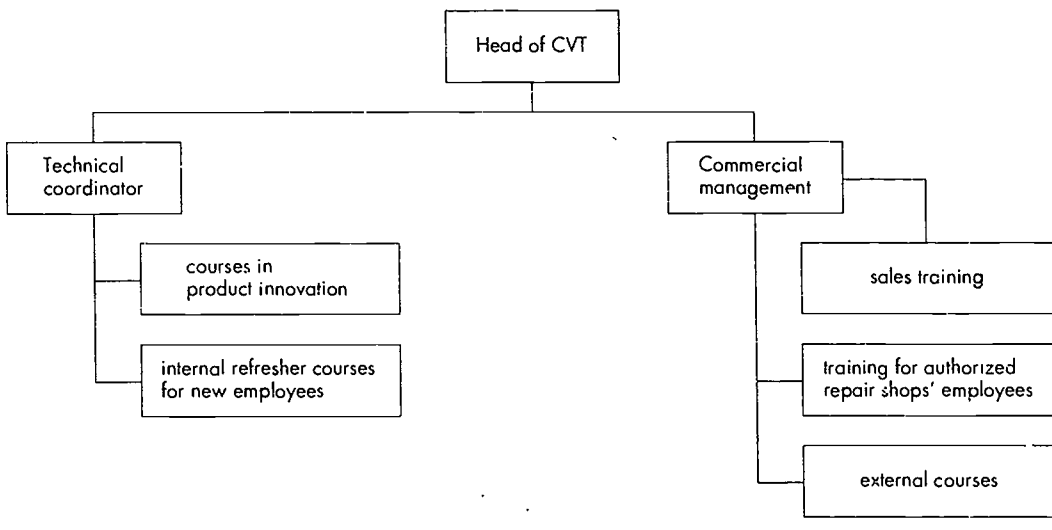 Head of CVT
Technical
coordinator
Commercial
management
courses in
product innovation
sales training
internal refresher courses
for new employees
training for authorized
repair shops' employees
external courses